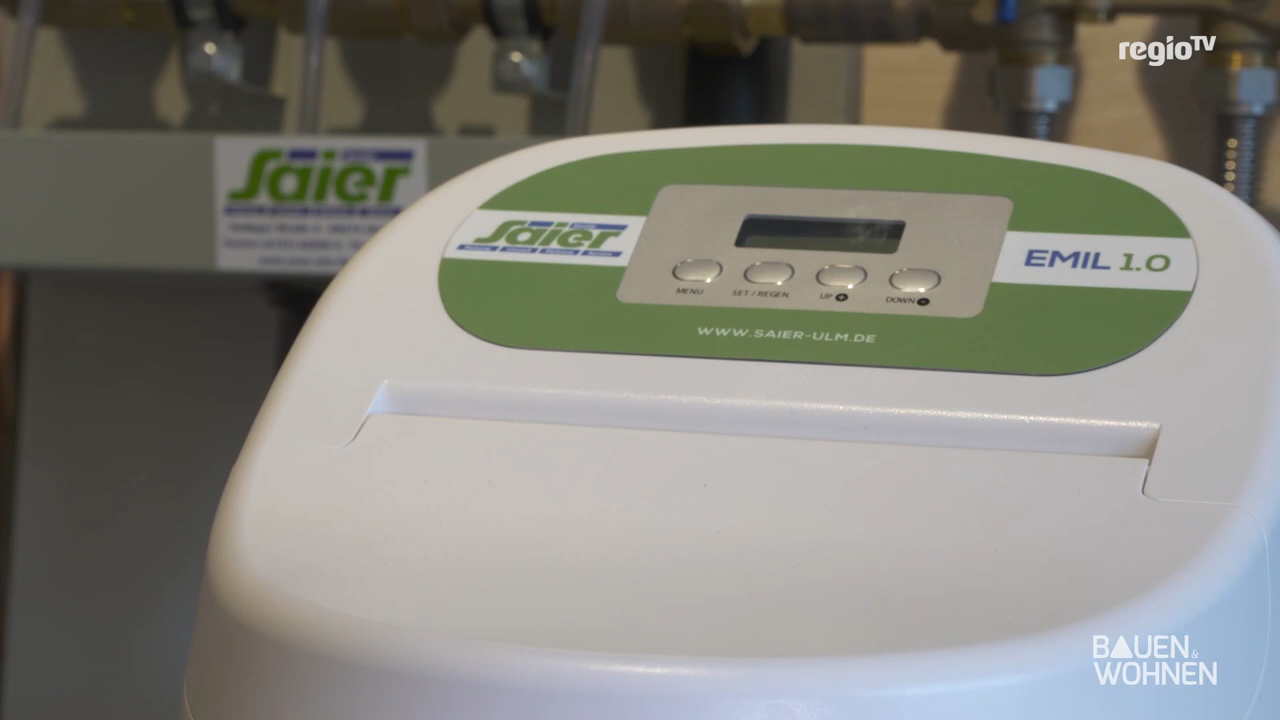 regioTV
Saier
Saier
EMIL 1.0
MENU
SET / REGEN.
UP +
DOWN -
WWW.SAIER-ULM.DE
BAUEN &
WOHNEN